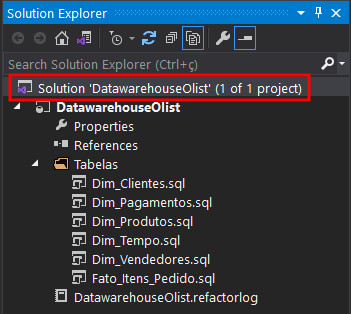 Solution Explorer
Search Solution Explorer (Ctrl+ç)
Solution 'DatawarehouseOlist' (1 of 1 project)
DatawarehouseOlist
Properties
References
Tabelas
Dim_Clientes.sql
Dim_Pagamentos.sql
Dim_Produtos.sql
Dim_Tempo.sql
Dim_Vendedores.sql
Fato_Itens_Pedido.sql
DatawarehouseOlist.refactorlog